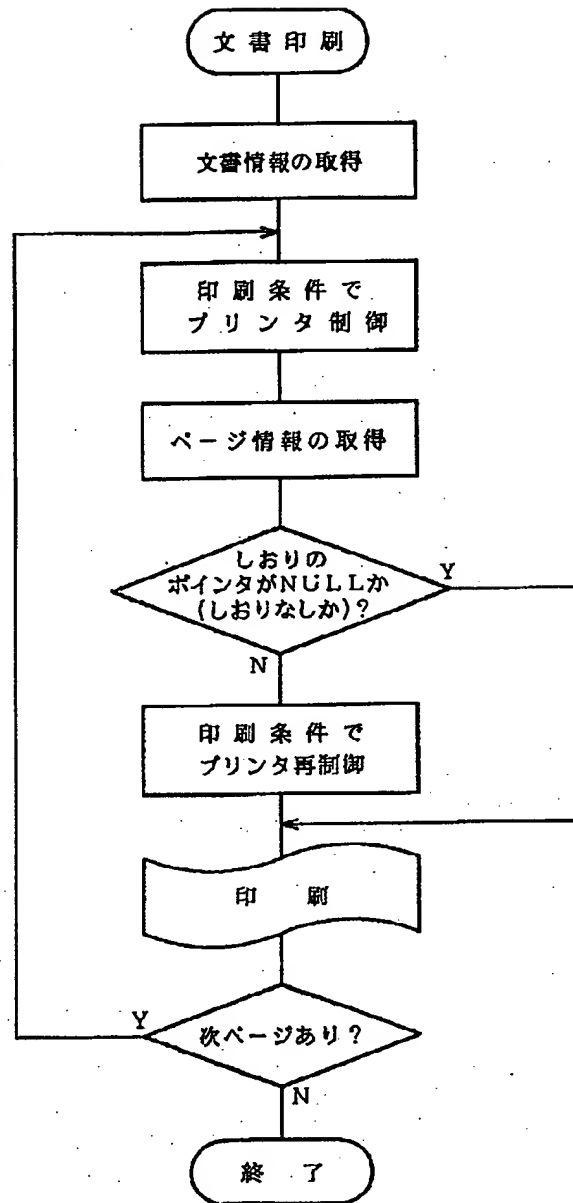 文書印刷
文書情報の取得
印刷条件で
プリンタ制御
ページ情報の取得
しおりの
ポインタがNULLか
(しおりなしか)?
Y
N
印刷条件で
プリンタ再制御
印刷
次ページあり?
Y
N
終了